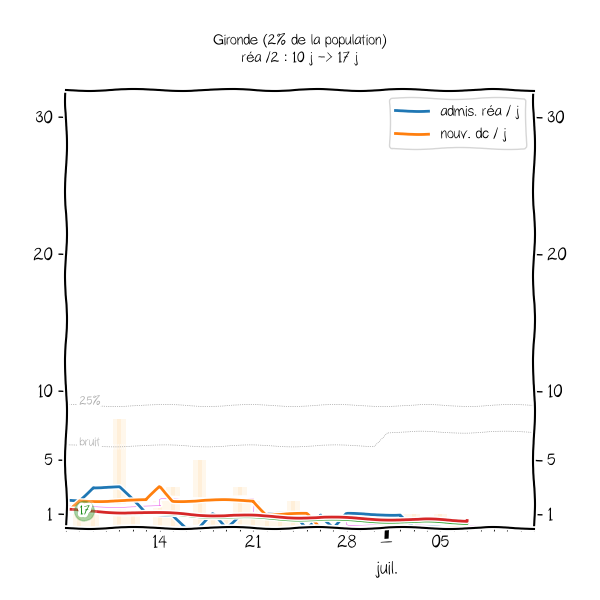 Gironde (2% de la population)
réa /2 : 10 j -> 17 j
admis. réa / j
nouv. dc / j
30 30
20 20
10 10
25%
bruit
5 5
17
1 1
14 21 28 1 05
juil.